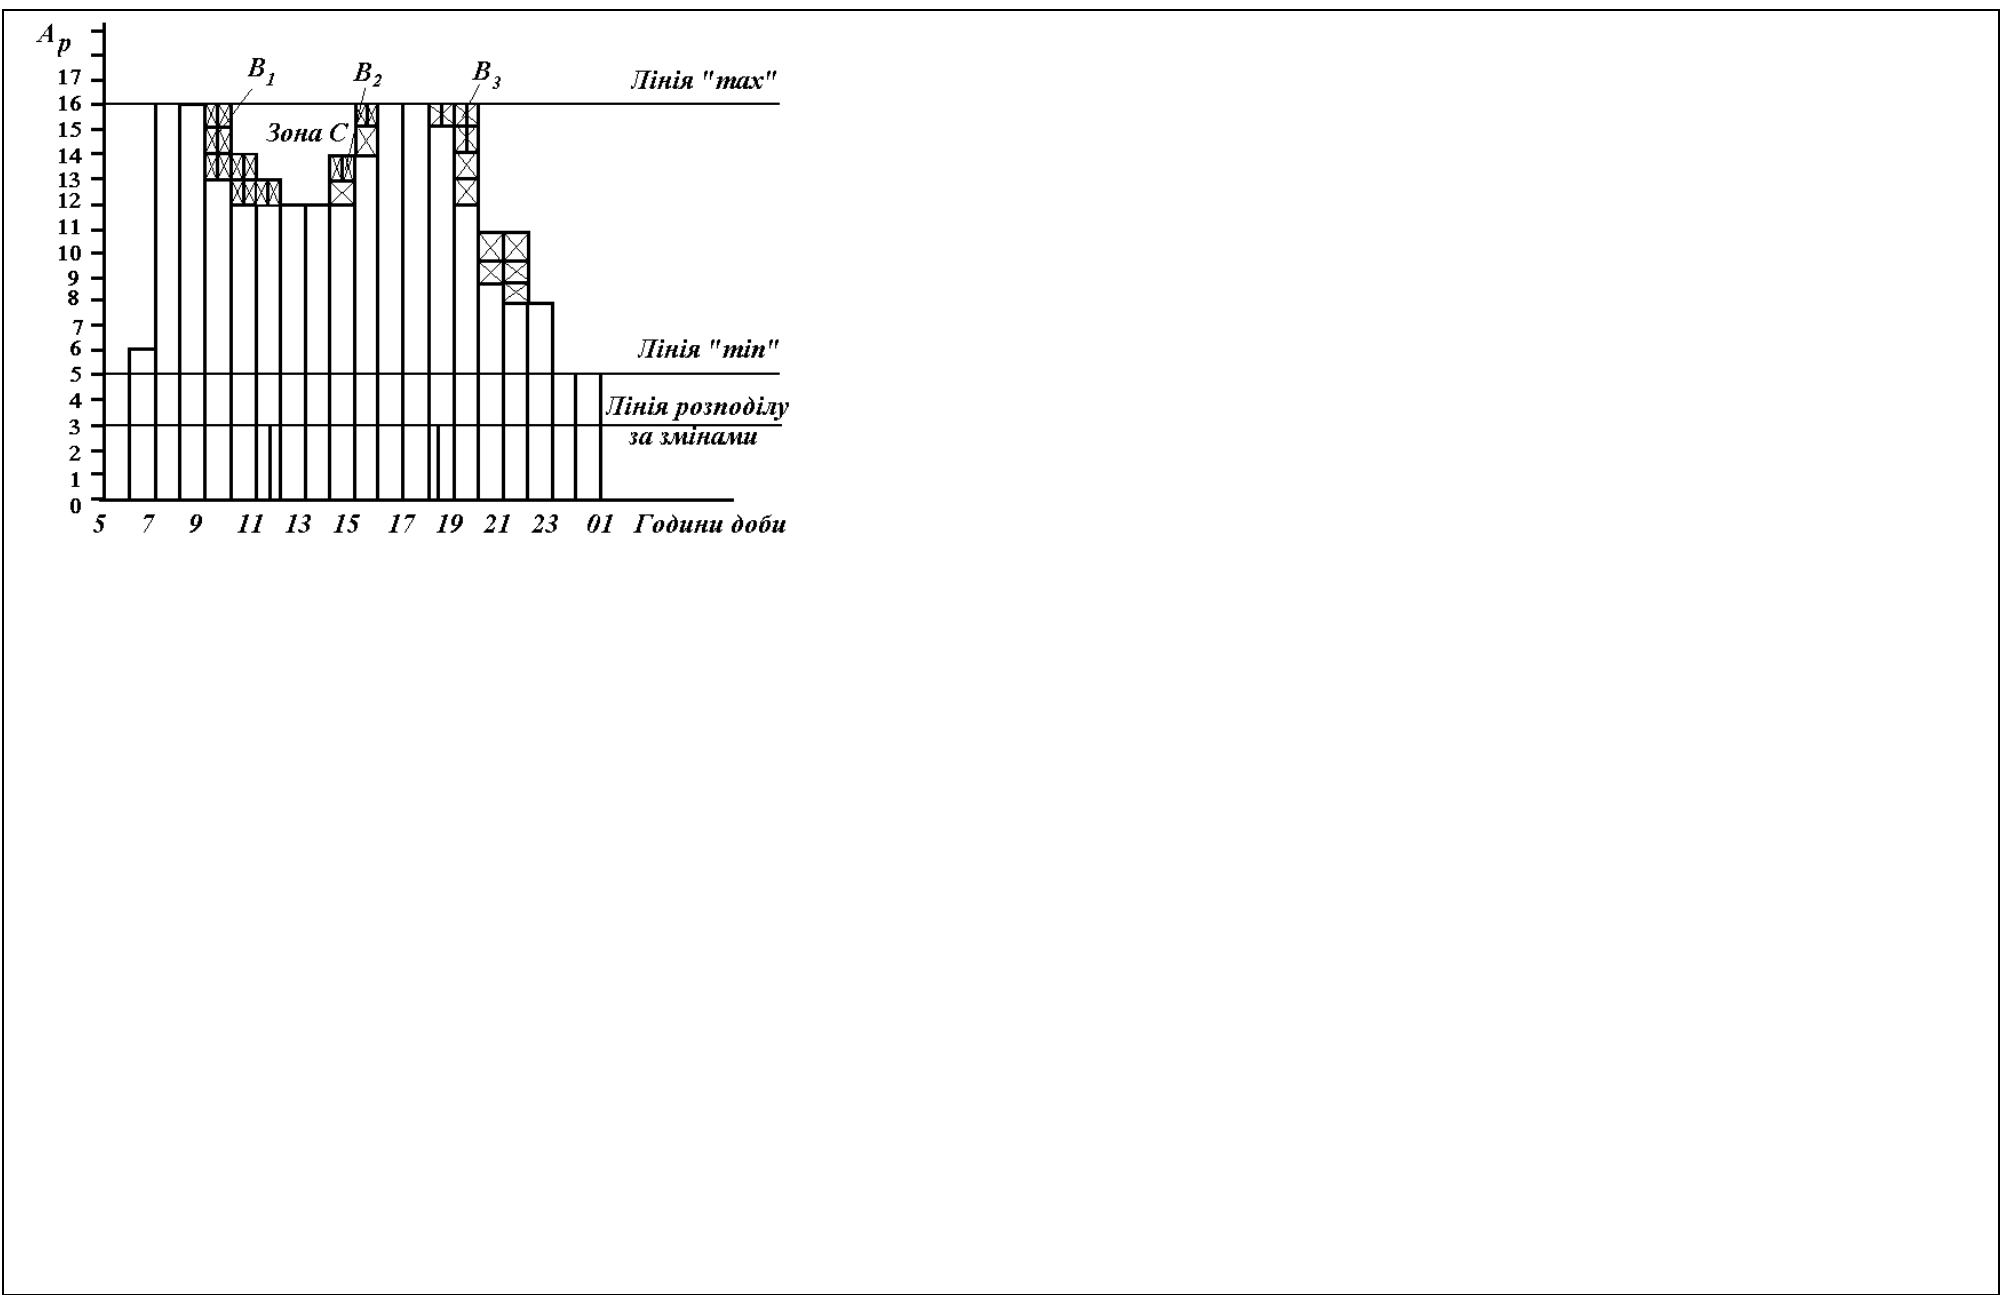 A p
B1 B2 B3
Лінія "max"
17
16
15
14
13
12
11
10
9
8
7
6
5
4
3
2
1
0
Зона С
Лінія "min"
Лінія розподілу
за змінами
5 7 9 11 13 15 17 19 21 23 01 Години доби